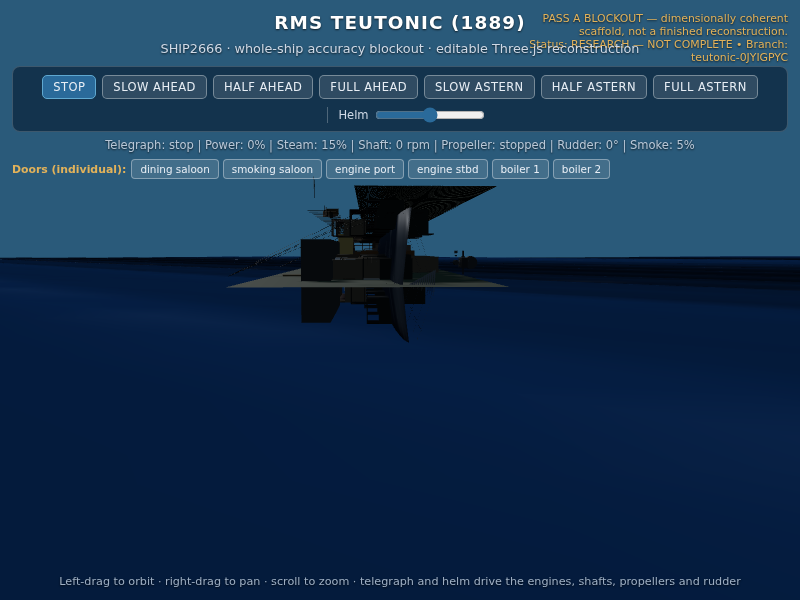 RMS TEUTONIC (1889)
PASS A BLOCKOUT — dimensionally coherent
scaffold, not a finished reconstruction.
Status: RESEARCH — NOT COMPLETE • Branch:
teutonic-0JYIGPYC
SHIP2666 · whole-ship accuracy blockout · editable Three.js reconstruction
STOP SLOW AHEAD HALF AHEAD FULL AHEAD SLOW ASTERN HALF ASTERN FULL ASTERN
Helm
Telegraph: stop | Power: 0% | Steam: 15% | Shaft: 0 rpm | Propeller: stopped | Rudder: 0° | Smoke: 5%
Doors (individual): dining saloon smoking saloon engine port engine stbd boiler 1 boiler 2
Left-drag to orbit · right-drag to pan · scroll to zoom · telegraph and helm drive the engines, shafts, propellers and rudder